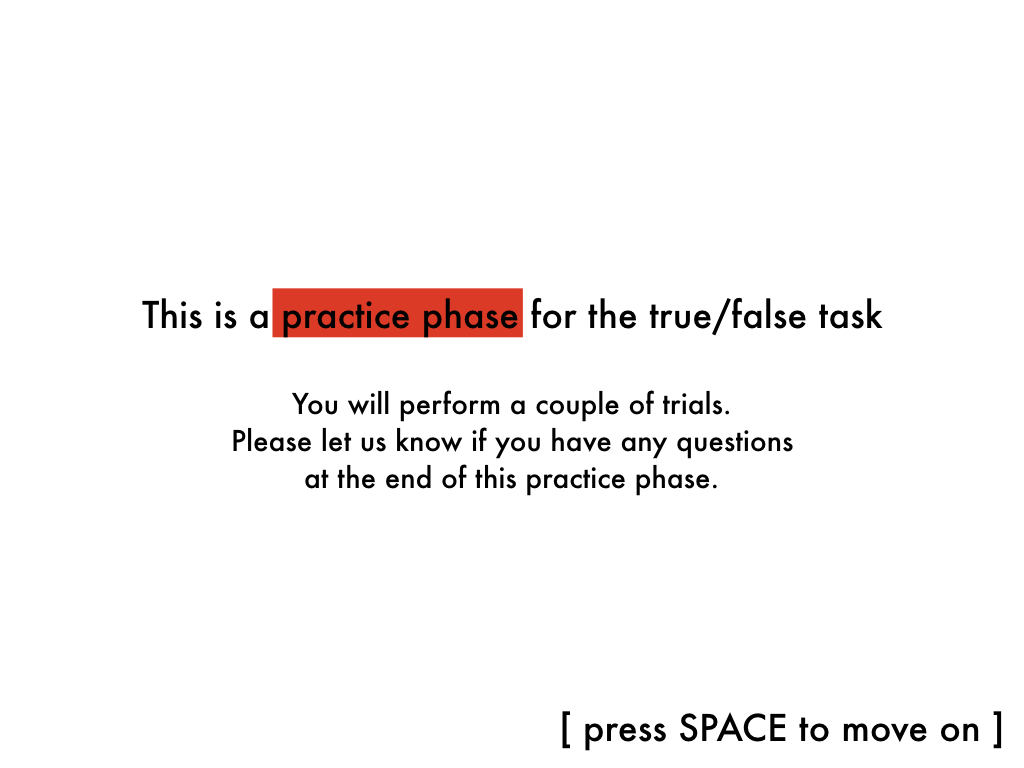 This is a practice phase for the true/false task
You will perform a couple of trials.
Please let us know if you have any questions
at the end of this practice phase.
[ press SPACE to move on ]